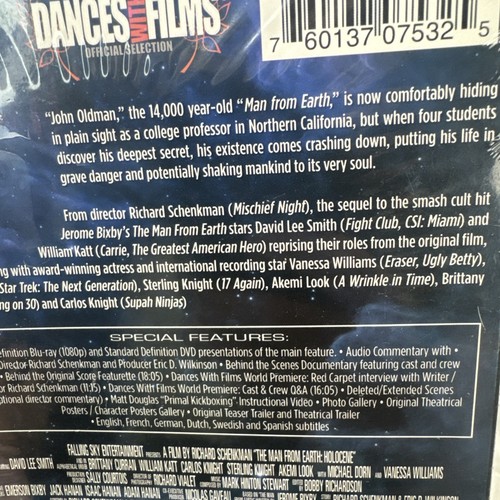 DANCES WITH FILMS
OFFICIAL SELECTION
7 60137 07532 5
"John Oldman," the 14,000 year-old "Man from Earth," is now comfortably hiding
in plain sight as a college professor in Northern California, but when four students
discover his deepest secret, his existence comes crashing down, putting his life in
grave danger and potentially shaking mankind to its very soul.
From director Richard Schenkman (Mischief Night), the sequel to the smash cult hit
Jerome Bixby's The Man From Earth stars David Lee Smith (Fight Club, CSI: Miami) and
William Katt (Carrie, The Greatest American Hero) reprising their roles from the original film,
ng with award-winning actress and international recording star Vanessa Williams (Eraser, Ugly Betty),
Star Trek: The Next Generation), Sterling Knight (17 Again), Akemi Look (A Wrinkle in Time), Brittany
ng on 30) and Carlos Knight (Supah Ninjas)
SPECIAL FEATURES:
efinition Blu-ray (1080p) and Standard Definition DVD presentations of the main feature. • Audio Commentary with •
Director Richard Schenkman and Producer Eric D. Wilkinson • Behind the Scenes Documentary featuring cast and crew
• Behind the Original Score Featurette (18:05) • Dances With Films World Premiere: Red Carpet interview with Writer /
or Richard Schenkman (11:15) • Dances With Films World Premiere: Cast & Crew Q&A (16:05) • Deleted/Extended Scenes
ptional director commentary) • Matt Douglas "Primal Kickboxing" Instructional Video • Photo Gallery • Original Theatrical
Posters / Character Posters Gallery • Original Teaser Trailer and Theatrical Trailer
• English, French, German, Dutch, Swedish and Spanish subtitles
FALLING SKY ENTERTAINMENT PRESENTS A FILM BY RICHARD SCHENKMAN "THE MAN FROM EARTH: HOLOCENE"
DAVID LEE SMITH BRITTANY CURRAN WILLIAM KATT CARLOS KNIGHT STERLING KNIGHT AKEMI LOOK WITH MICHAEL DORN AND VANESSA WILLIAMS
SALLY COURTOIS RICHARD VIALET MARK HINTON STEWART EDITED BY BOBBY RICHARDSON
EMERSON BIXBY